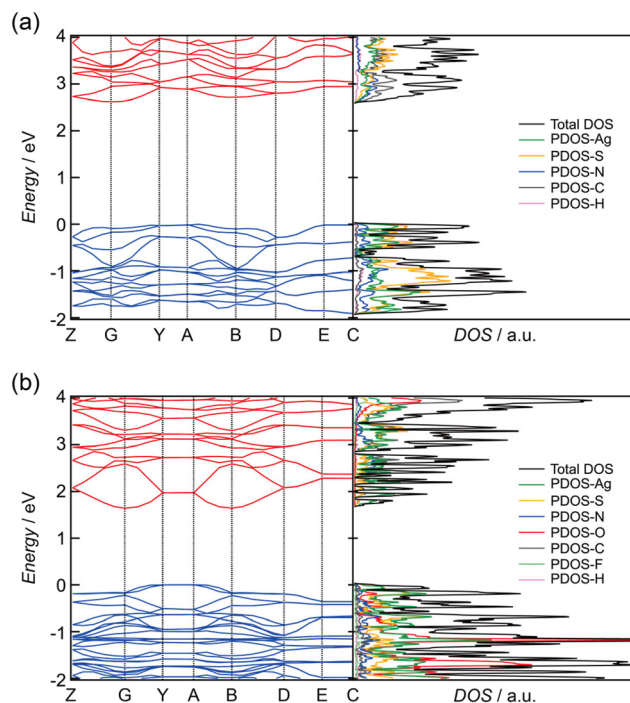 (a)
4
3
2
1
0
-1
-2
Energy / eV
Z G Y A B D E C
DOS / a.u.
Total DOS
PDOS-Ag
PDOS-S
PDOS-N
PDOS-C
PDOS-H
(b)
4
3
2
1
0
-1
-2
Energy / eV
Z G Y A B D E C
DOS / a.u.
Total DOS
PDOS-Ag
PDOS-S
PDOS-N
PDOS-O
PDOS-C
PDOS-F
PDOS-H